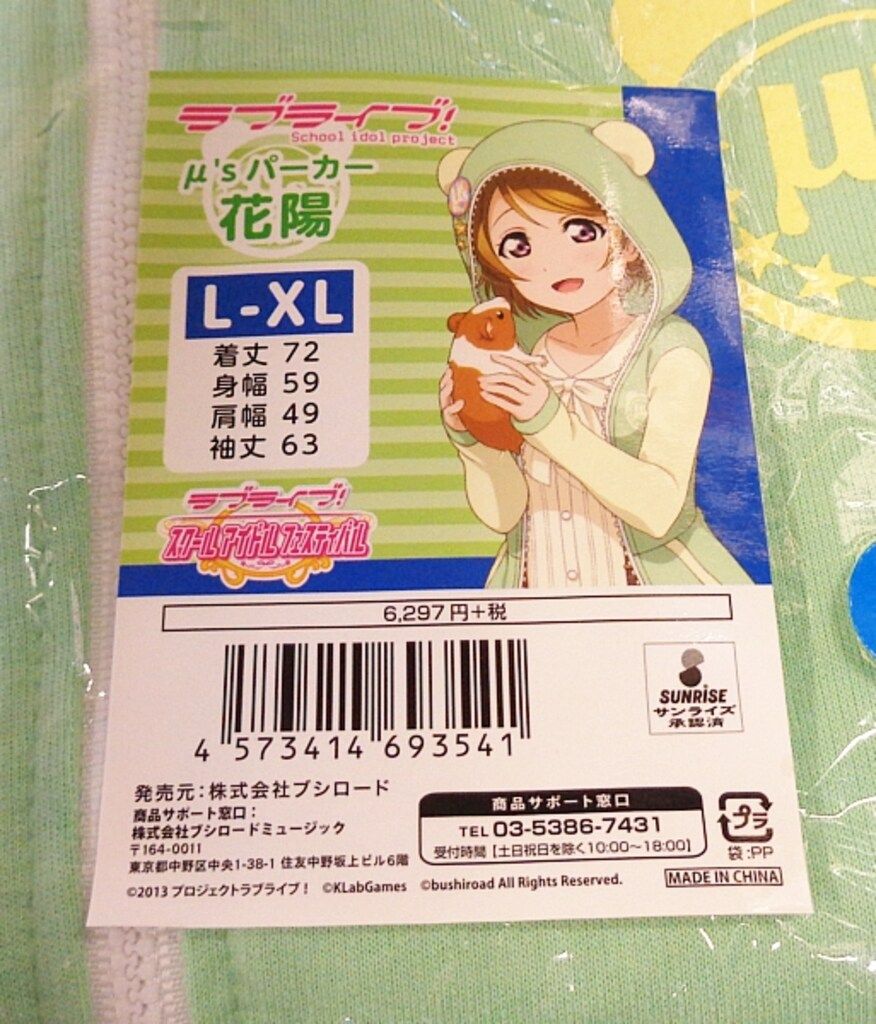 ラブライブ!
School idol project
μ'sパーカー
花陽
L-XL
着丈 72
身幅 59
肩幅 49
袖丈 63
ラブライブ!
スクールアイドルフェスティバル
6,297円+税
4 573414 693541
SUNRISE
サンライズ
承認済
発売元:株式会社ブシロード
商品サポート窓口:
株式会社ブシロードミュージック
〒164-0011
東京都中野区中央1-38-1 住友中野坂上ビル6階
商品サポート窓口
TEL 03-5386-7431
受付時間【土日祝日を除く10:00〜18:00】
プラ
袋:PP
©2013 プロジェクトラブライブ! ©KLabGames ©bushiroad All Rights Reserved.
MADE IN CHINA
μ